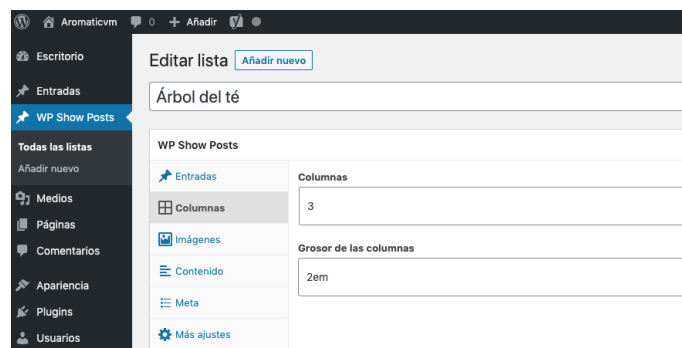 Aromaticvm 0 + Añadir
Escritorio
Entradas
WP Show Posts
Todas las listas
Añadir nuevo
Medios
Páginas
Comentarios
Apariencia
Plugins
Usuarios
Editar lista Añadir nuevo
Árbol del té
WP Show Posts
Entradas
Columnas
Imágenes
Contenido
Meta
Más ajustes
Columnas
3
Grosor de las columnas
2em